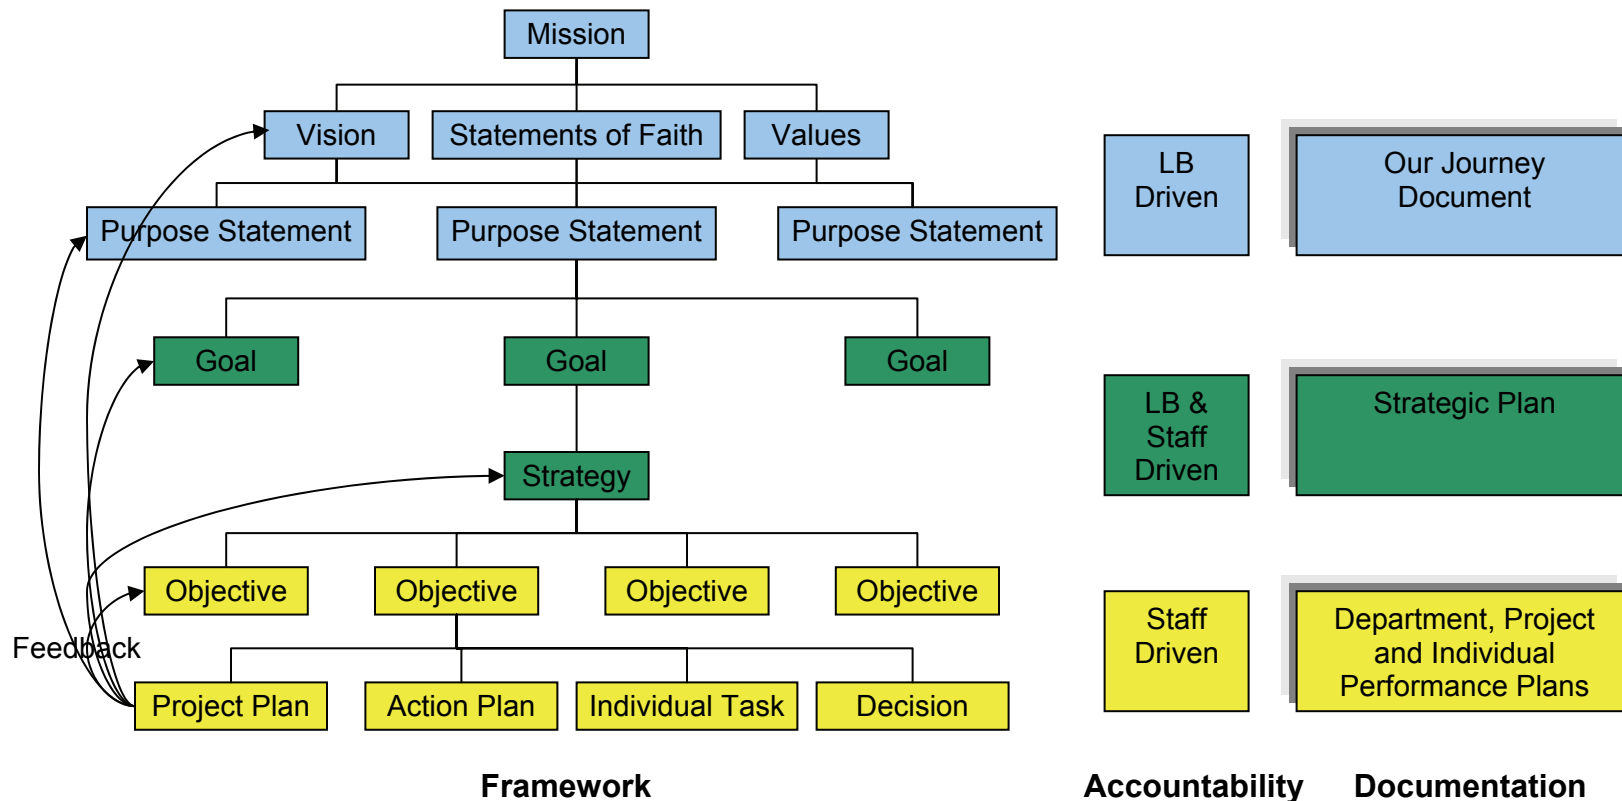 Mission
Vision
Statements of Faith
Values
Purpose Statement
Purpose Statement
Purpose Statement
LB
Driven
Our Journey
Document
Goal
Goal
Goal
Strategy
LB &
Staff
Driven
Strategic Plan
Objective
Objective
Objective
Objective
Feedback
Project Plan
Action Plan
Individual Task
Decision
Staff
Driven
Department, Project
and Individual
Performance Plans
Framework
Accountability
Documentation